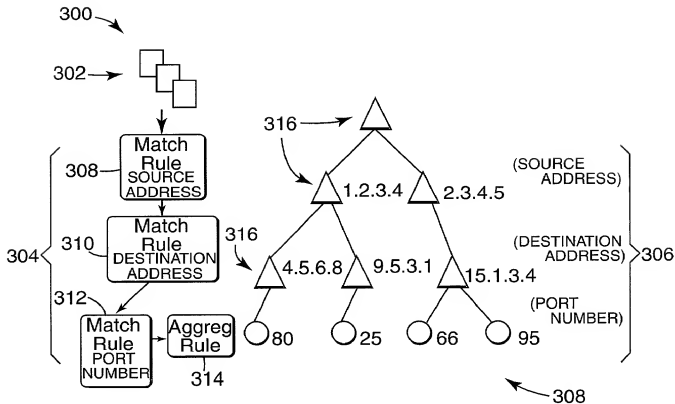 300
302
316
Match
Rule
SOURCE
ADDRESS
308
1.2.3.4
2.3.4.5
(SOURCE
ADDRESS)
304
310
Match
Rule
DESTINATION
ADDRESS
316
4.5.6.8
9.5.3.1
15.1.3.4
(DESTINATION
ADDRESS)
306
312
Match
Rule
PORT
NUMBER
Aggreg
Rule
314
80
25
66
95
(PORT
NUMBER)
308